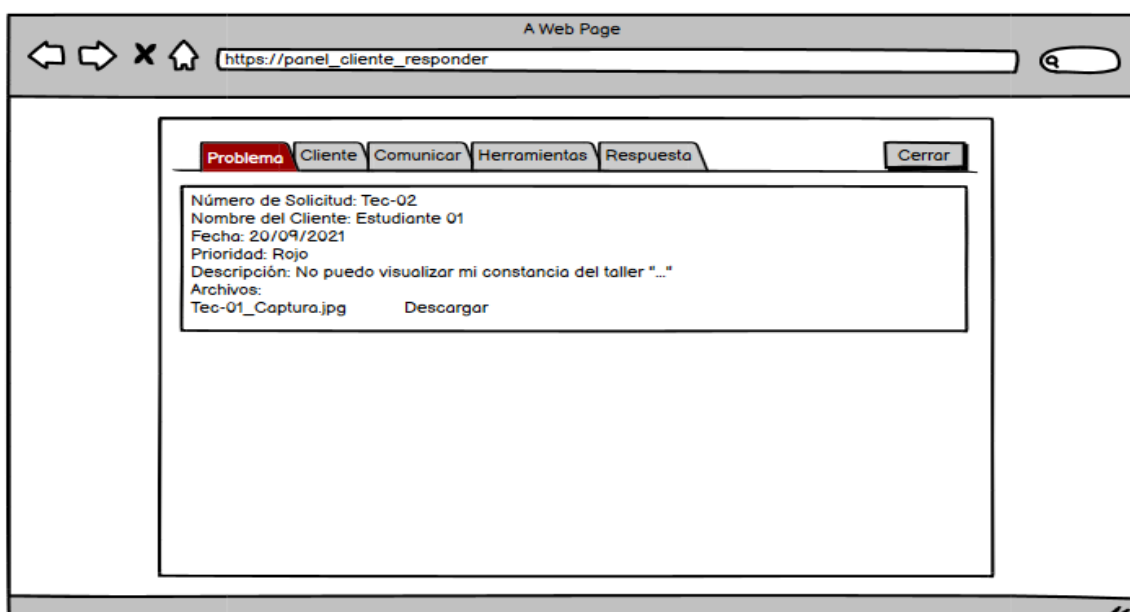 A Web Page
https://panel_cliente_responder
Problema Cliente Comunicar Herramientas Respuesta Cerrar
Número de Solicitud: Tec-02
Nombre del Cliente: Estudiante 01
Fecha: 20/09/2021
Prioridad: Rojo
Descripción: No puedo visualizar mi constancia del taller "..."
Archivos:
Tec-01_Captura.jpg Descargar